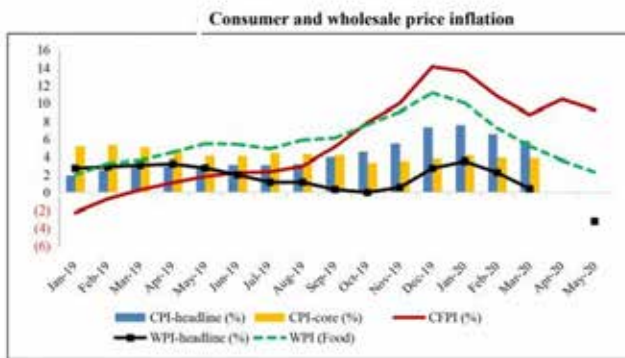 Consumer and wholesale price inflation
16
14
12
10
8
6
4
2
0
(2)
(4)
(6)
Jan-19
Feb-19
Mar-19
Apr-19
May-19
Jun-19
Jul-19
Aug-19
Sep-19
Oct-19
Nov-19
Dec-19
Jan-20
Feb-20
Mar-20
Apr-20
May-20
CPI-headline (%) CPI-core (%) CFPI (%)
WPI-headline (%) WPI (Food)